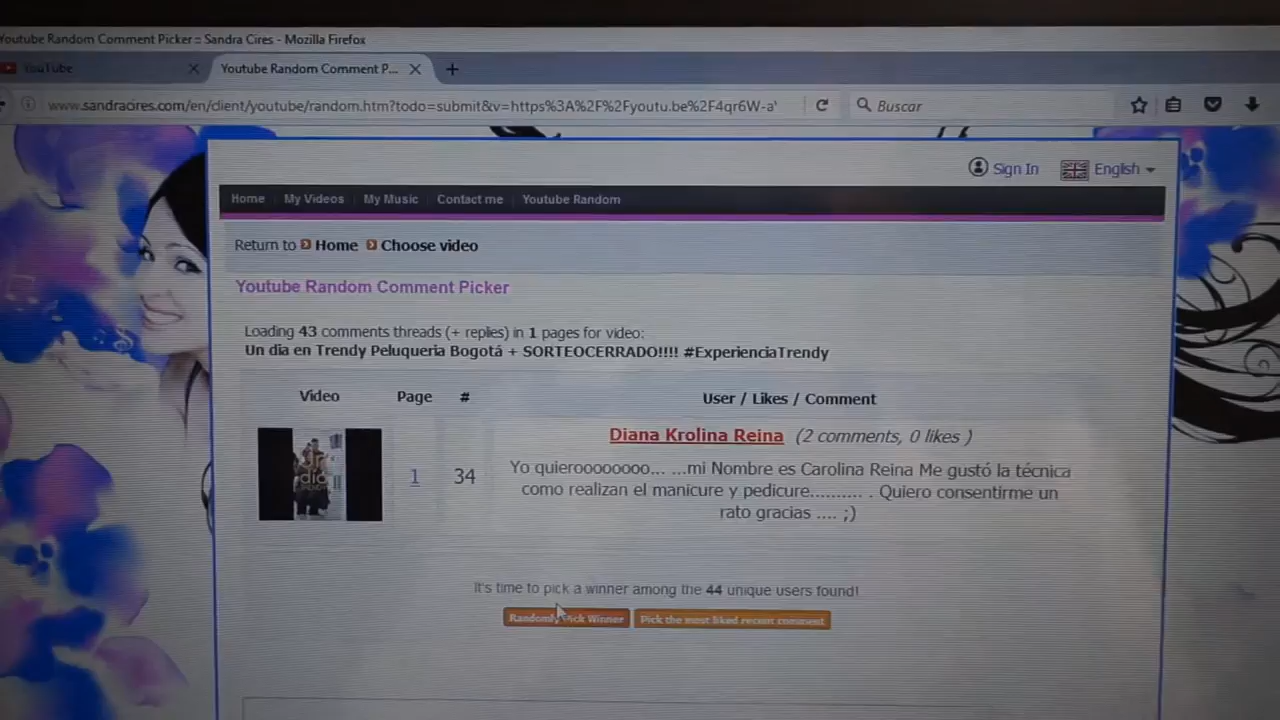 Youtube Random Comment Picker :: Sandra Cires - Mozilla Firefox
YouTube
Youtube Random Comment P...
www.sandracires.com/en/client/youtube/random.htm?todo=submit&v=https%3A%2F%2Fyoutu.be%2F4qr6W-a'
Buscar
Sign In
English
Home
My Videos
My Music
Contact me
Youtube Random
Return to Home Choose video
Youtube Random Comment Picker
Loading 43 comments threads (+ replies) in 1 pages for video:
Un dia en Trendy Peluqueria Bogotá + SORTEOCERRADO!!!! #ExperienciaTrendy
Video Page # User / Likes / Comment
Diana Krolina Reina (2 comments, 0 likes )
1 34
Yo quieroooooooo... ...mi Nombre es Carolina Reina Me gustó la técnica
como realizan el manicure y pedicure.......... . Quiero consentirme un
rato gracias .... ;)
It's time to pick a winner among the 44 unique users found!
Randomly Pick Winner
Pick the most liked recent comment